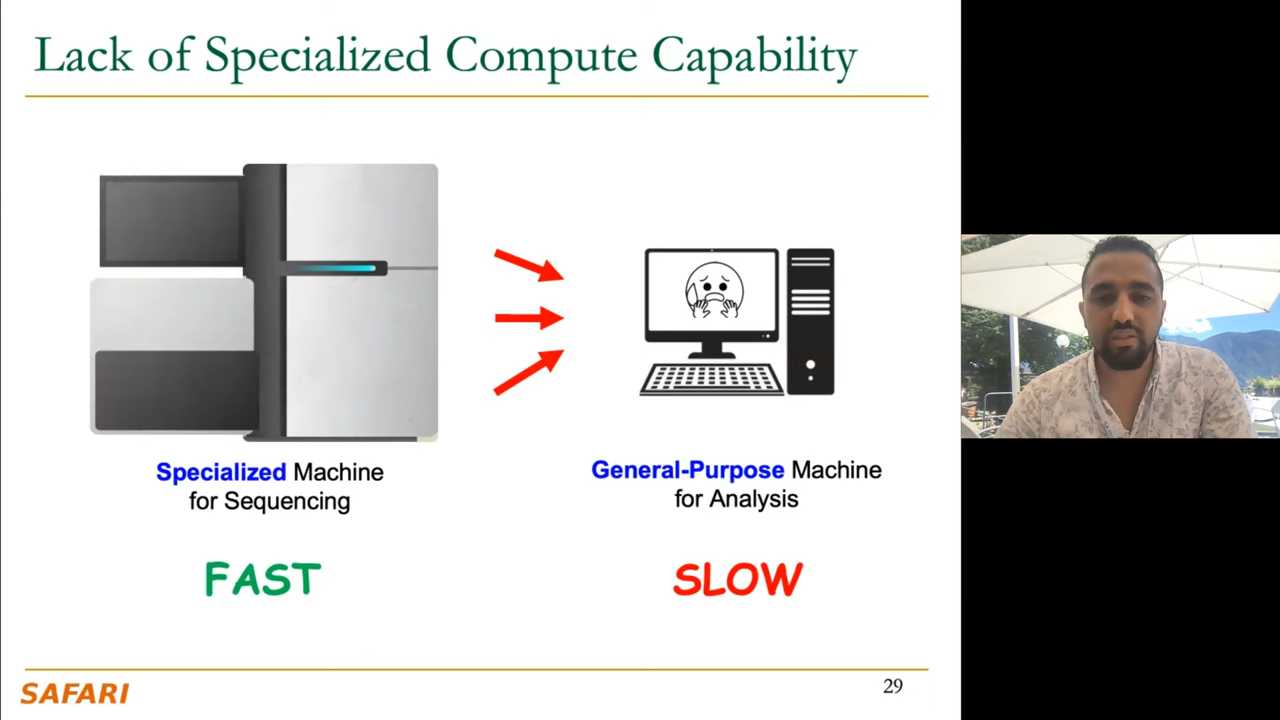 Lack of Specialized Compute Capability
Specialized Machine
for Sequencing
General-Purpose Machine
for Analysis
FAST
SLOW
SAFARI
29